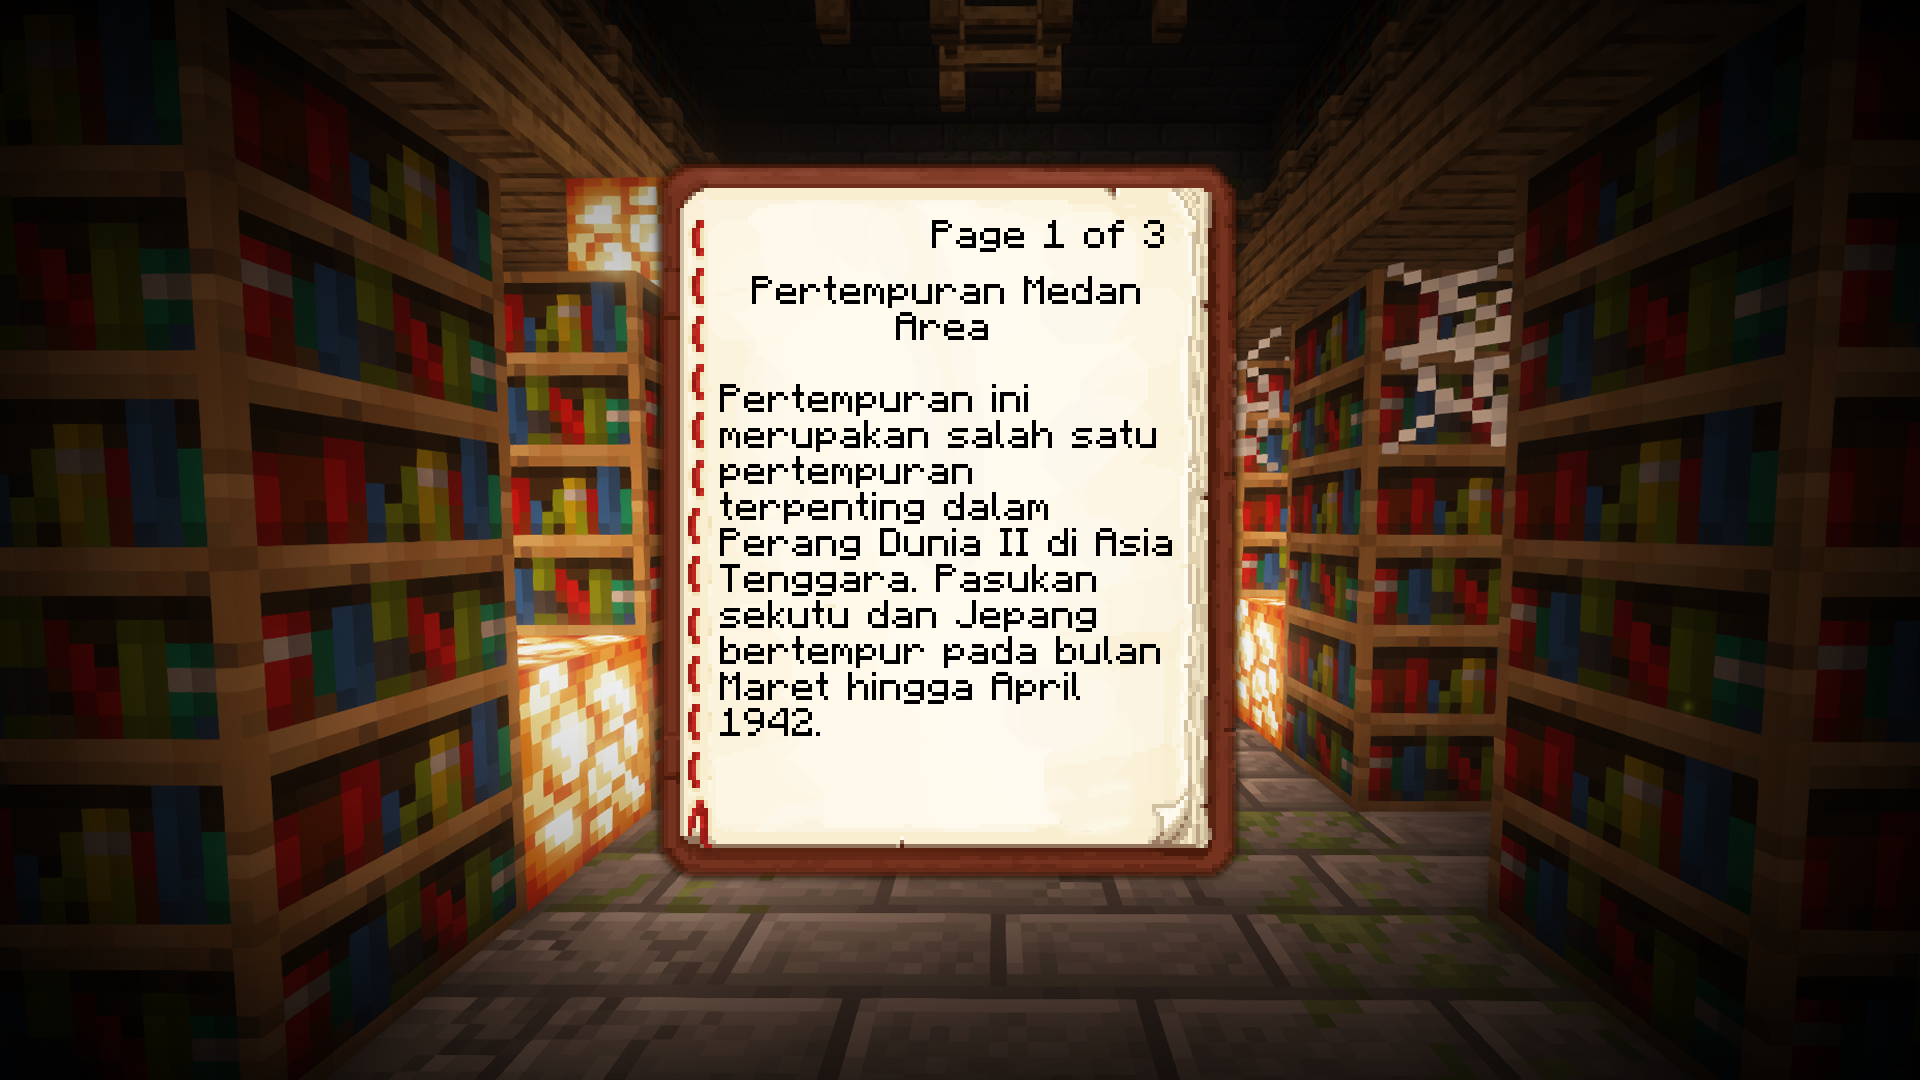 Page 1 of 3
Pertempuran Medan
Area
Pertempuran ini
merupakan salah satu
pertempuran
terpenting dalam
Perang Dunia II di Asia
Tenggara. Pasukan
sekutu dan Jepang
bertempur pada bulan
Maret hingga April
1942.